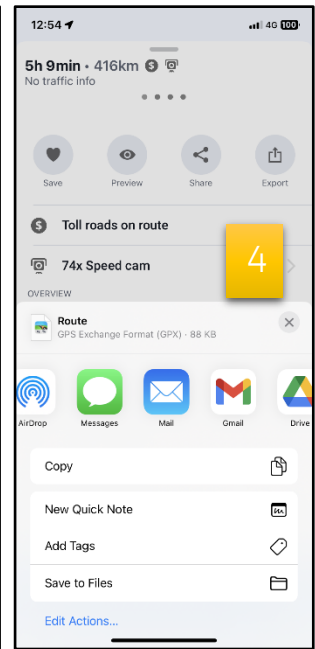 12:54 4G 100
5h 9min • 416km
No traffic info
Save Preview Share Export
Toll roads on route
74x Speed cam
4
OVERVIEW
Route
GPS Exchange Format (GPX) · 88 KB
AirDrop Messages Mail Gmail Drive
Copy
New Quick Note
Add Tags
Save to Files
Edit Actions...